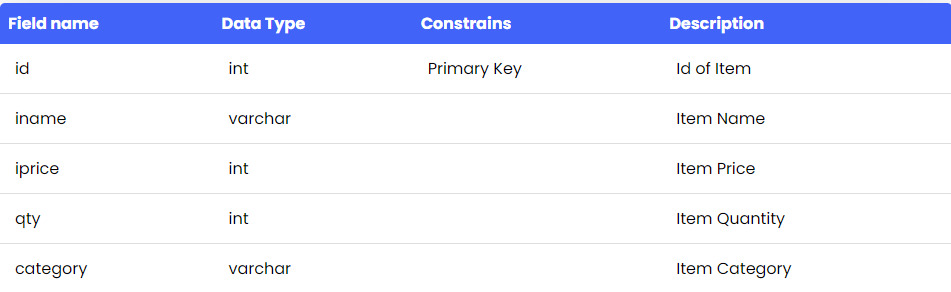 Field name Data Type Constrains Description
id int Primary Key Id of Item
iname varchar Item Name
iprice int Item Price
qty int Item Quantity
category varchar Item Category